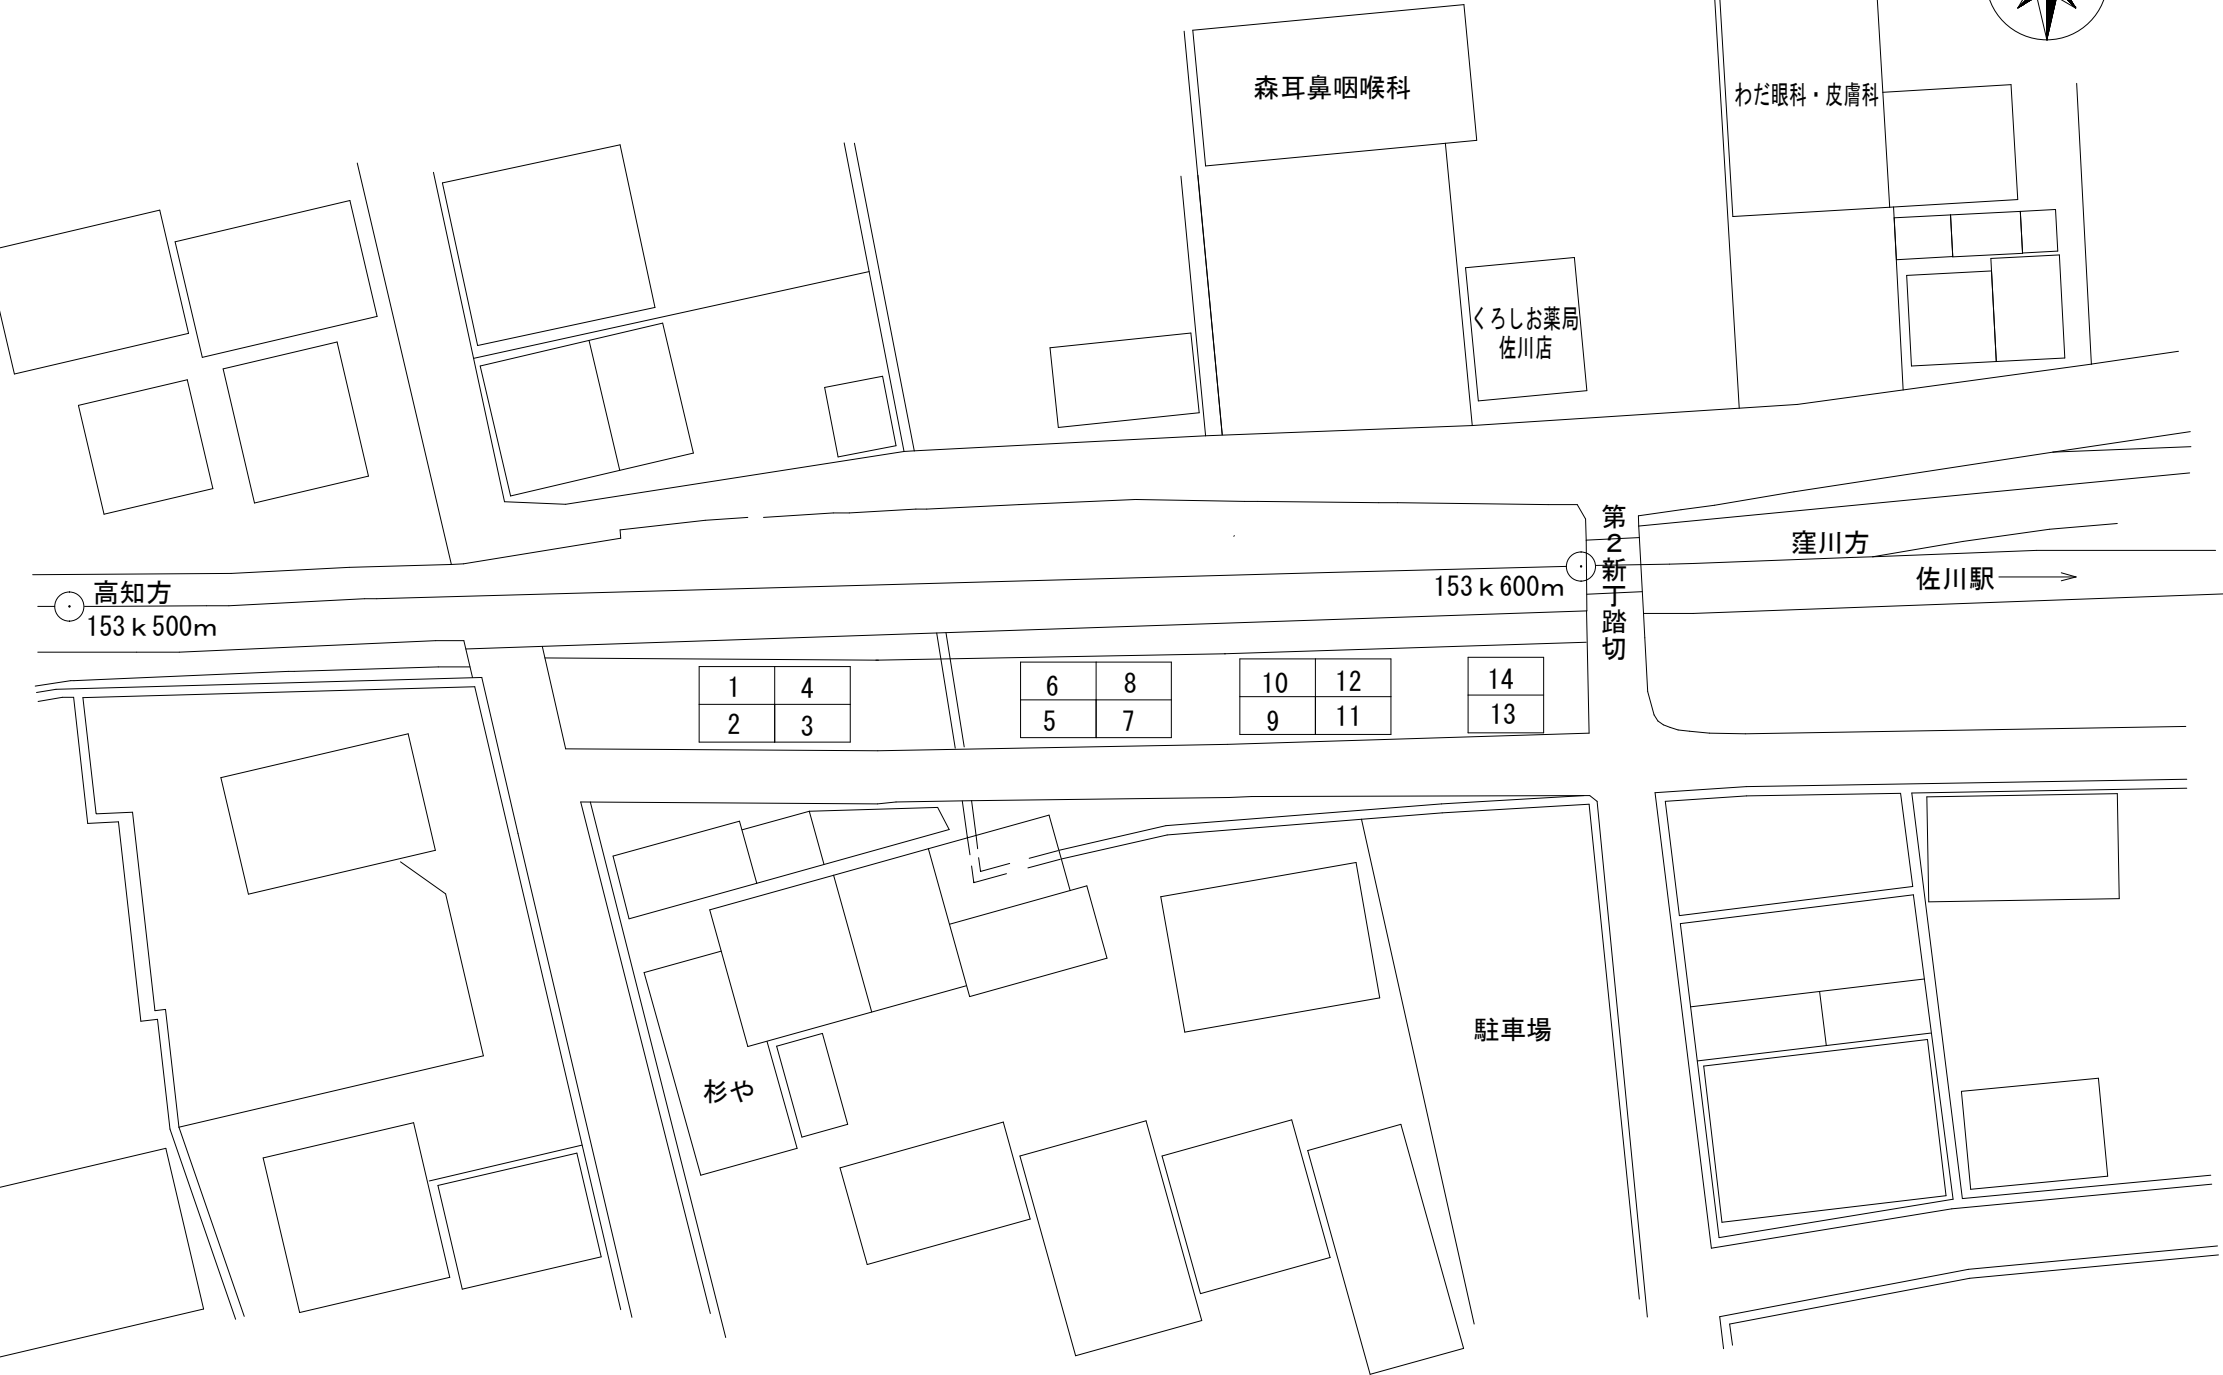 森耳鼻咽喉科
わだ眼科・皮膚科
くろしお薬局
佐川店
第2新丁踏切
窪川方
佐川駅
高知方
153ｋ500ｍ
153ｋ600ｍ
1 4
2 3
6 8
5 7
10 12
9 11
14
13
駐車場
杉や